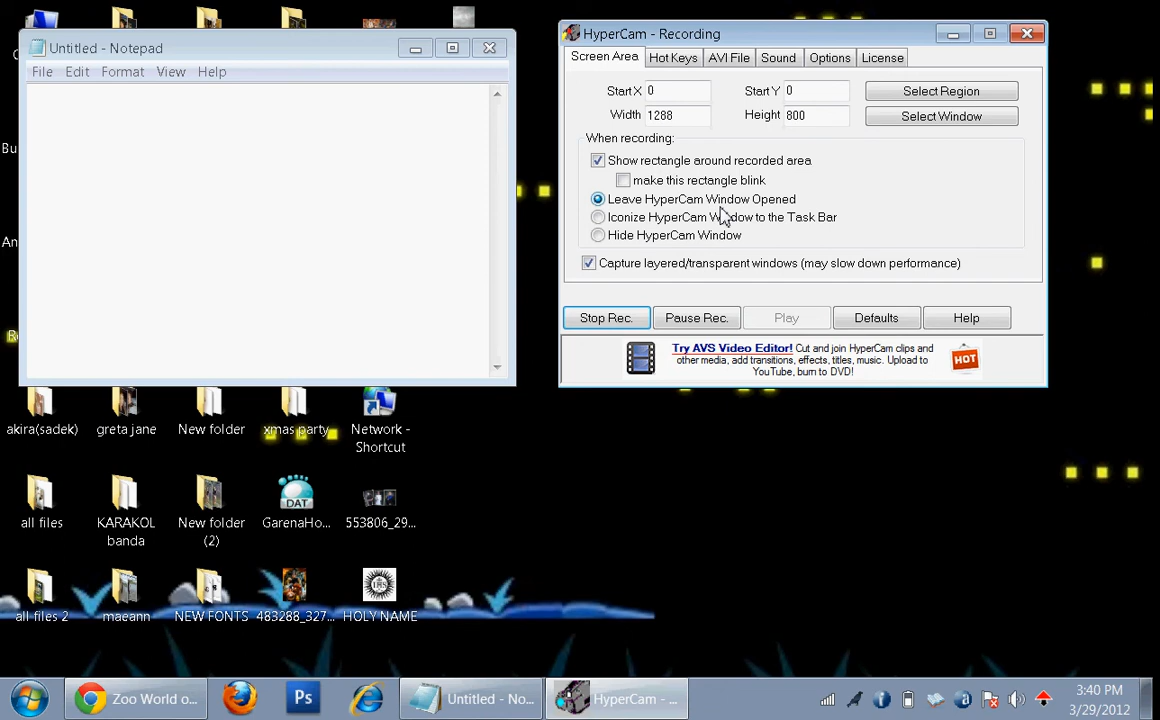 Untitled - Notepad
File Edit Format View Help
HyperCam - Recording
Screen Area Hot Keys AVI File Sound Options License
Start X 0 Start Y 0 Select Region
Width 1288 Height 800 Select Window
When recording:
Show rectangle around recorded area
make this rectangle blink
Leave HyperCam Window Opened
Iconize HyperCam Window to the Task Bar
Hide HyperCam Window
Capture layered/transparent windows (may slow down performance)
Stop Rec. Pause Rec. Play Defaults Help
Try AVS Video Editor! Cut and join HyperCam clips and
other media, add transitions, effects, titles, music. Upload to
YouTube, burn to DVD!
HOT
akira(sadek) greta jane New folder xmas party Network -
Shortcut
DAT
all files KARAKOL New folder GarenaHo... 553806_29...
banda (2)
IHS
all files 2 maeann NEW FONTS 483288_327... HOLY NAME
Zoo World o... Ps Untitled - No... HyperCam - ...
3:40 PM
3/29/2012